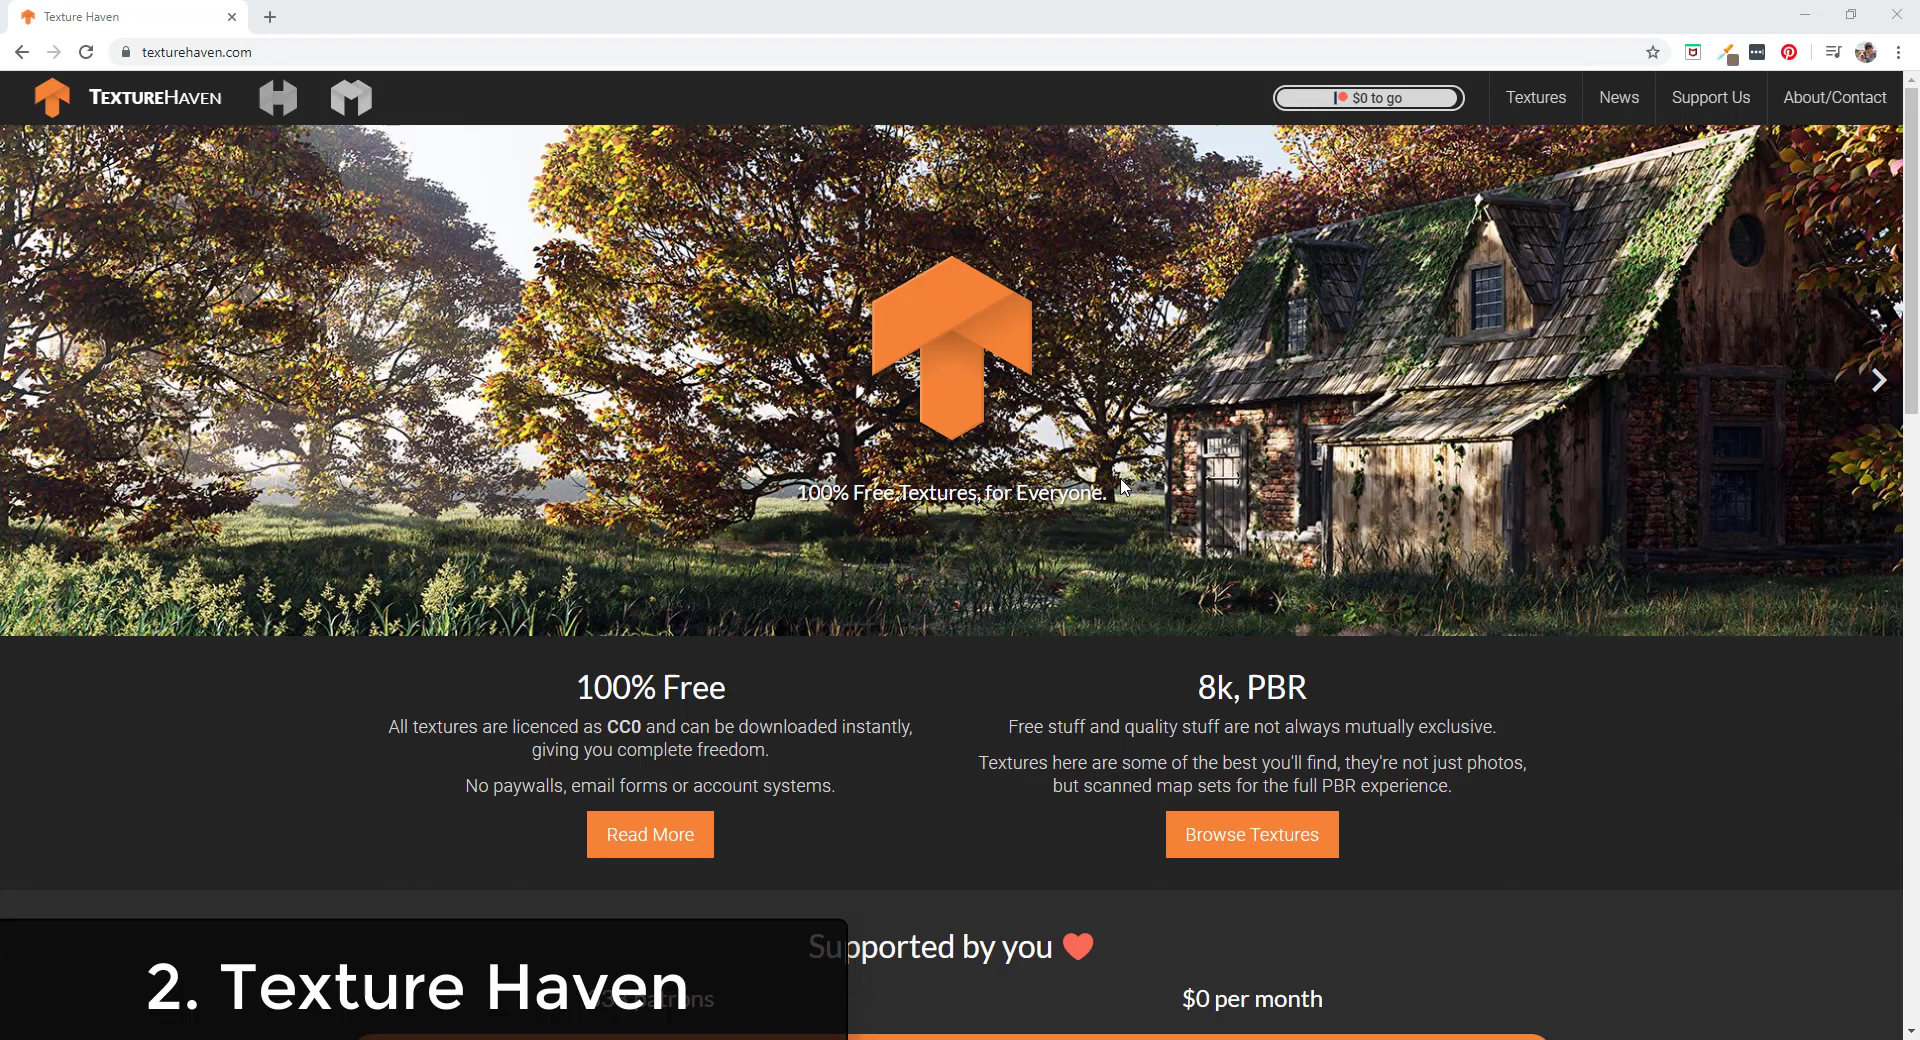 Texture Haven
texturehaven.com
TEXTUREHAVEN
$0 to go
Textures
News
Support Us
About/Contact
100% Free Textures, for Everyone.
100% Free
All textures are licenced as CC0 and can be downloaded instantly,
giving you complete freedom.
No paywalls, email forms or account systems.
Read More
8k, PBR
Free stuff and quality stuff are not always mutually exclusive.
Textures here are some of the best you'll find, they're not just photos,
but scanned map sets for the full PBR experience.
Browse Textures
Supported by you
patrons
$0 per month
2. Texture Haven